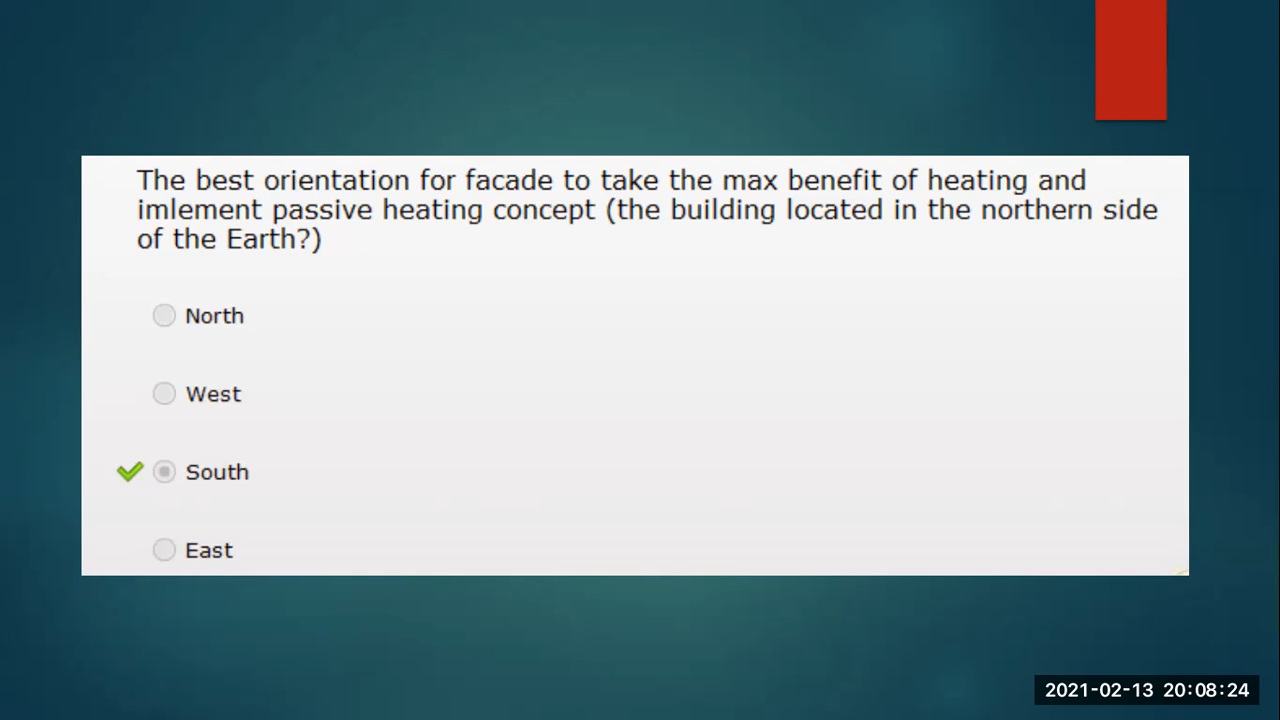 The best orientation for facade to take the max benefit of heating and
imlement passive heating concept (the building located in the northern side
of the Earth?)
North
West
South
East
2021-02-13 20:08:24